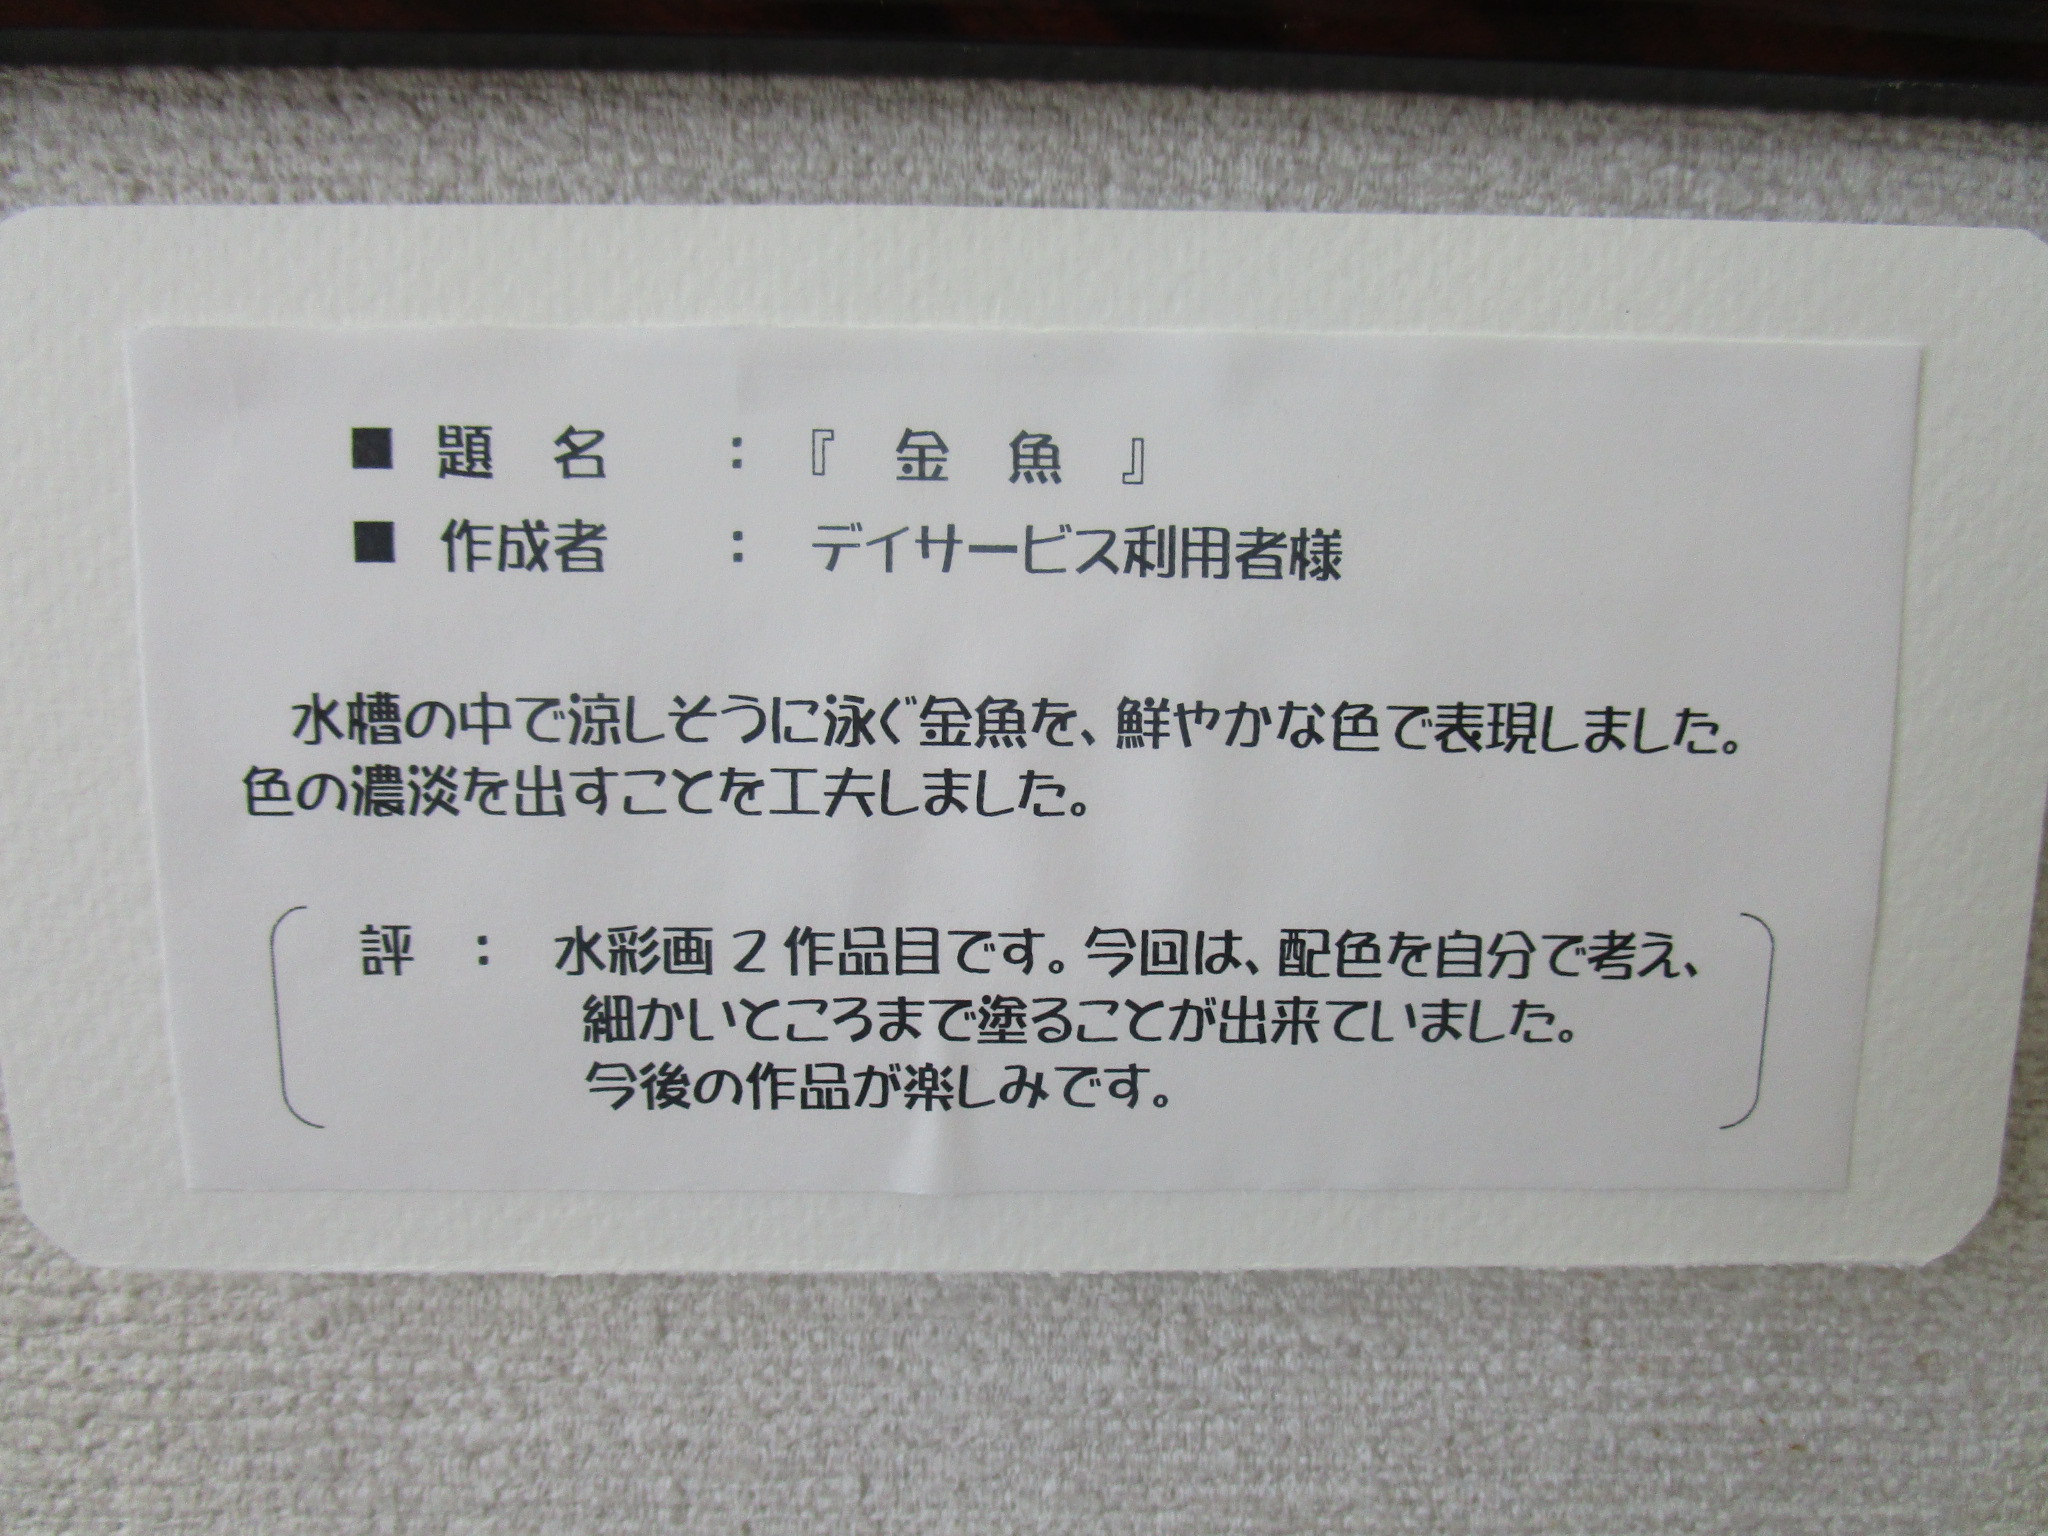 ■ 題　名　：『　金　魚　』
■ 作成者　：　デイサービス利用者様
水槽の中で涼しそうに泳ぐ金魚を、鮮やかな色で表現しました。
色の濃淡を出すことを工夫しました。
評　：　水彩画２作品目です。今回は、配色を自分で考え、
細かいところまで塗ることが出来ていました。
今後の作品が楽しみです。